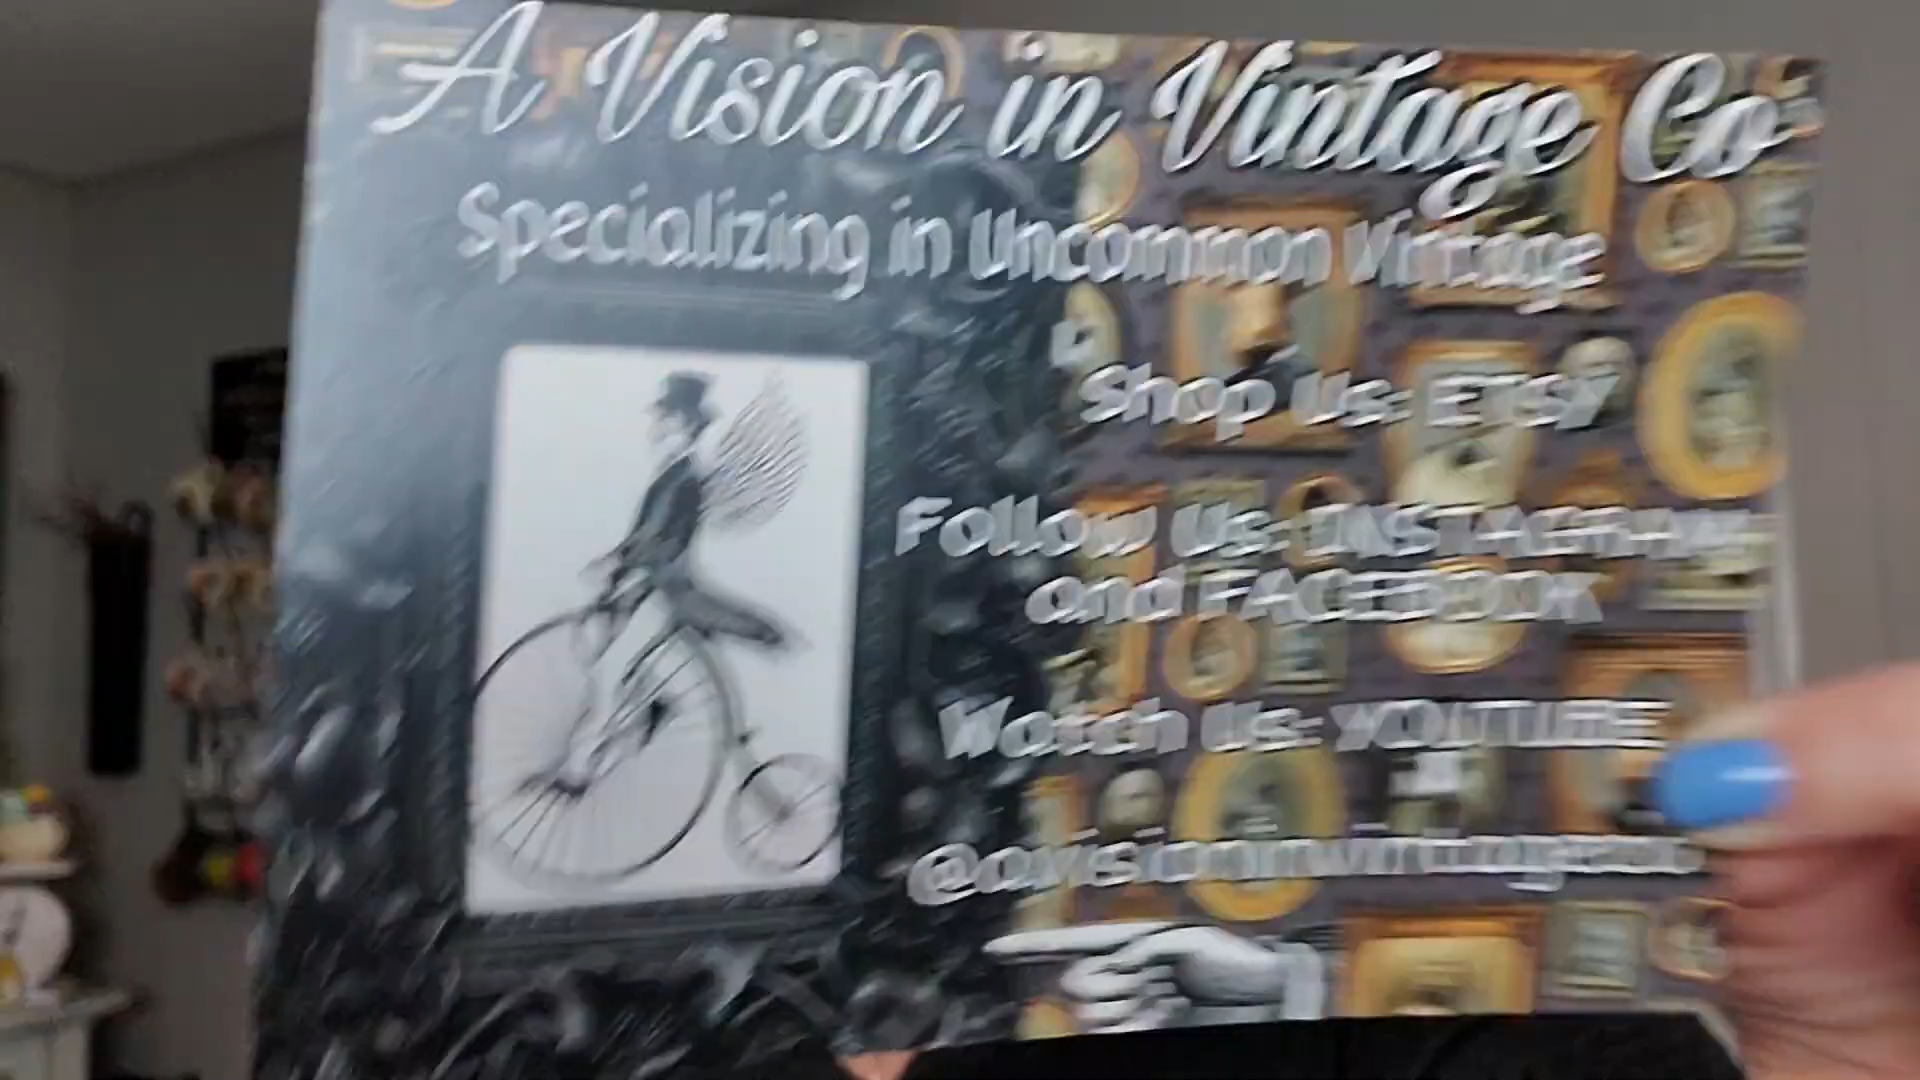 A Vision in Vintage Co
Specializing in Uncommon Vintage
Shop Us: ETSY
Follow Us: INSTAGRAM
and FACEBOOK
Watch Us: YOUTUBE
@avisioninvintageco